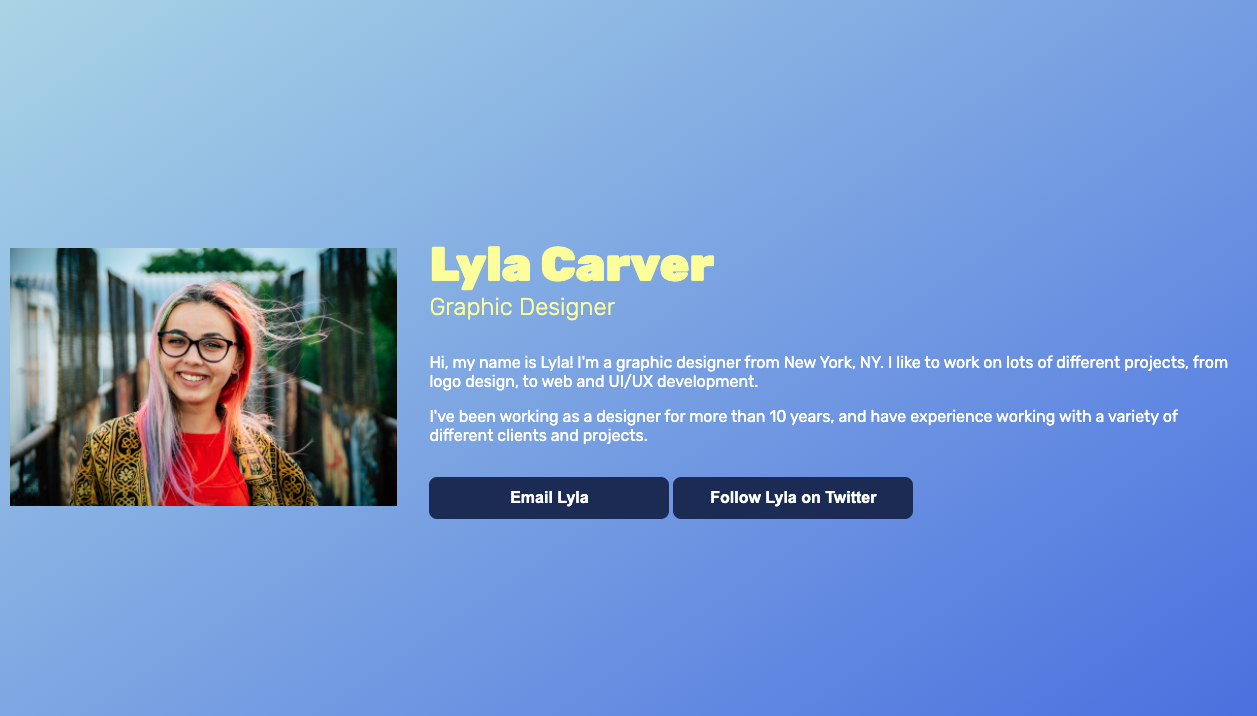 Lyla Carver
Graphic Designer
Hi, my name is Lyla! I'm a graphic designer from New York, NY. I like to work on lots of different projects, from
logo design, to web and UI/UX development.
I've been working as a designer for more than 10 years, and have experience working with a variety of
different clients and projects.
Email Lyla
Follow Lyla on Twitter